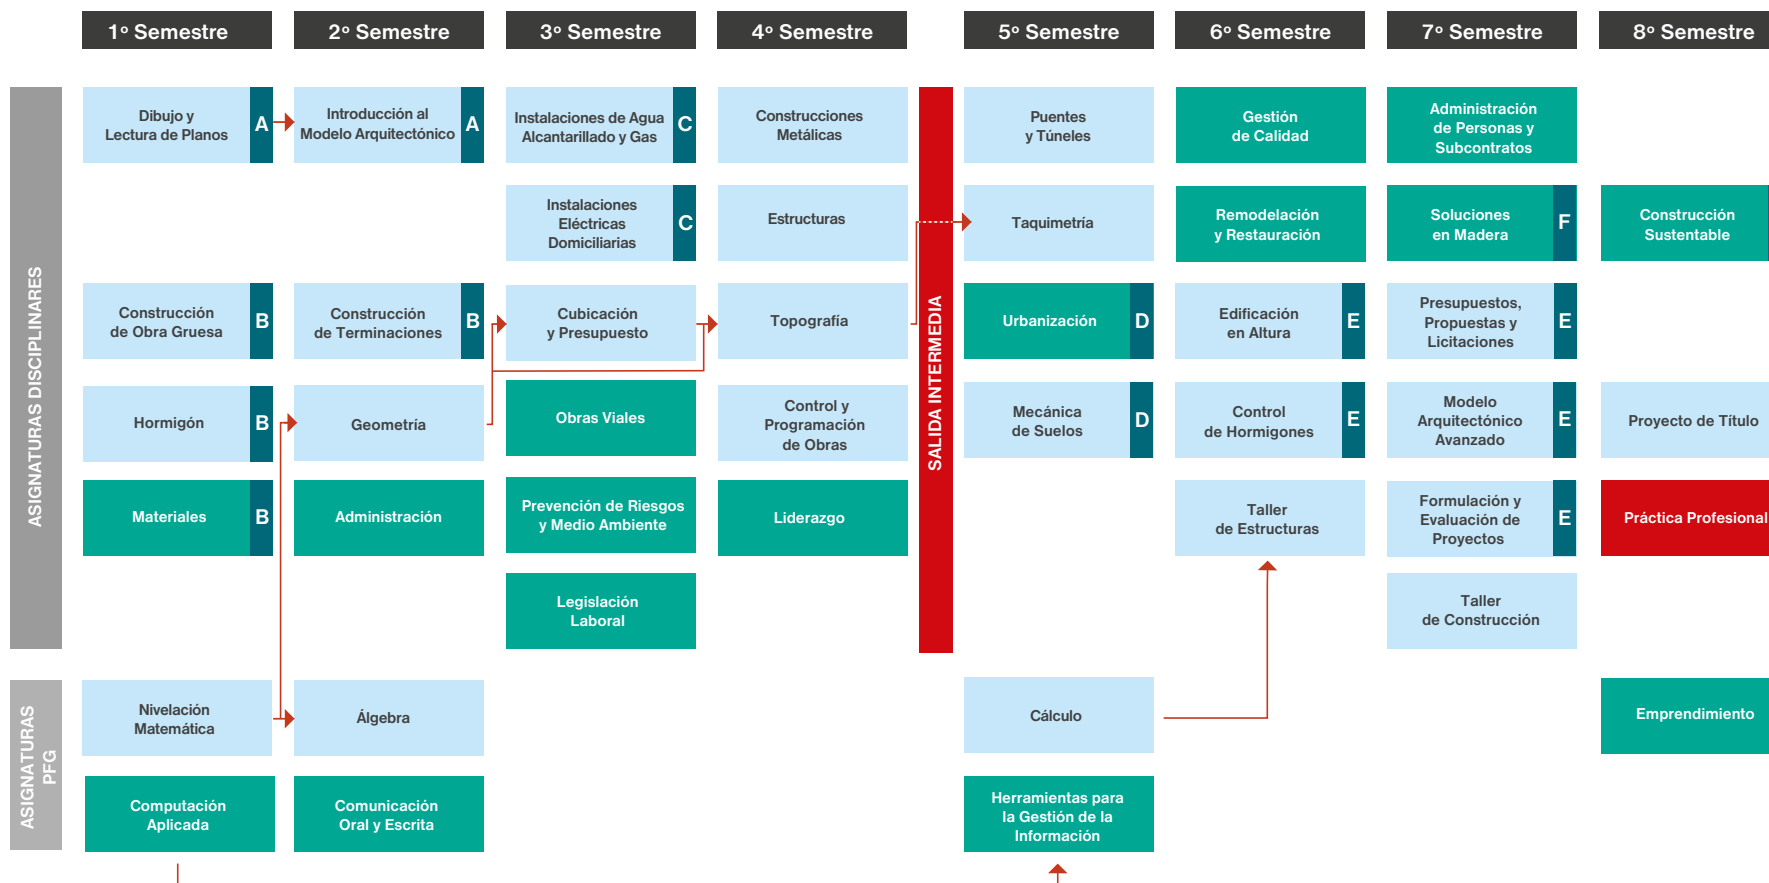 1º Semestre
2º Semestre
3º Semestre
4º Semestre
5º Semestre
6º Semestre
7º Semestre
8º Semestre
ASIGNATURAS DISCIPLINARES
Dibujo y
Lectura de Planos
A
Introducción al
Modelo Arquitectónico
A
Instalaciones de Agua
Alcantarillado y Gas
C
Construcciones
Metálicas
SALIDA INTERMEDIA
Puentes
y Túneles
Gestión
de Calidad
Administración
de Personas y
Subcontratos
Instalaciones
Eléctricas
Domiciliarias
C
Estructuras
Taquimetría
Remodelación
y Restauración
Soluciones
en Madera
F
Construcción
Sustentable
Construcción
de Obra Gruesa
B
Construcción
de Terminaciones
B
Cubicación
y Presupuesto
Topografía
Urbanización
D
Edificación
en Altura
E
Presupuestos,
Propuestas y
Licitaciones
E
Hormigón
B
Geometría
Obras Viales
Control y
Programación
de Obras
Mecánica
de Suelos
D
Control
de Hormigones
E
Modelo
Arquitectónico
Avanzado
E
Proyecto de Título
Materiales
B
Administración
Prevención de Riesgos
y Medio Ambiente
Liderazgo
Taller
de Estructuras
Formulación y
Evaluación de
Proyectos
E
Práctica Profesional
Legislación
Laboral
Taller
de Construcción
ASIGNATURAS
PFG
Nivelación
Matemática
Álgebra
Cálculo
Emprendimiento
Computación
Aplicada
Comunicación
Oral y Escrita
Herramientas para
la Gestión de la
Información